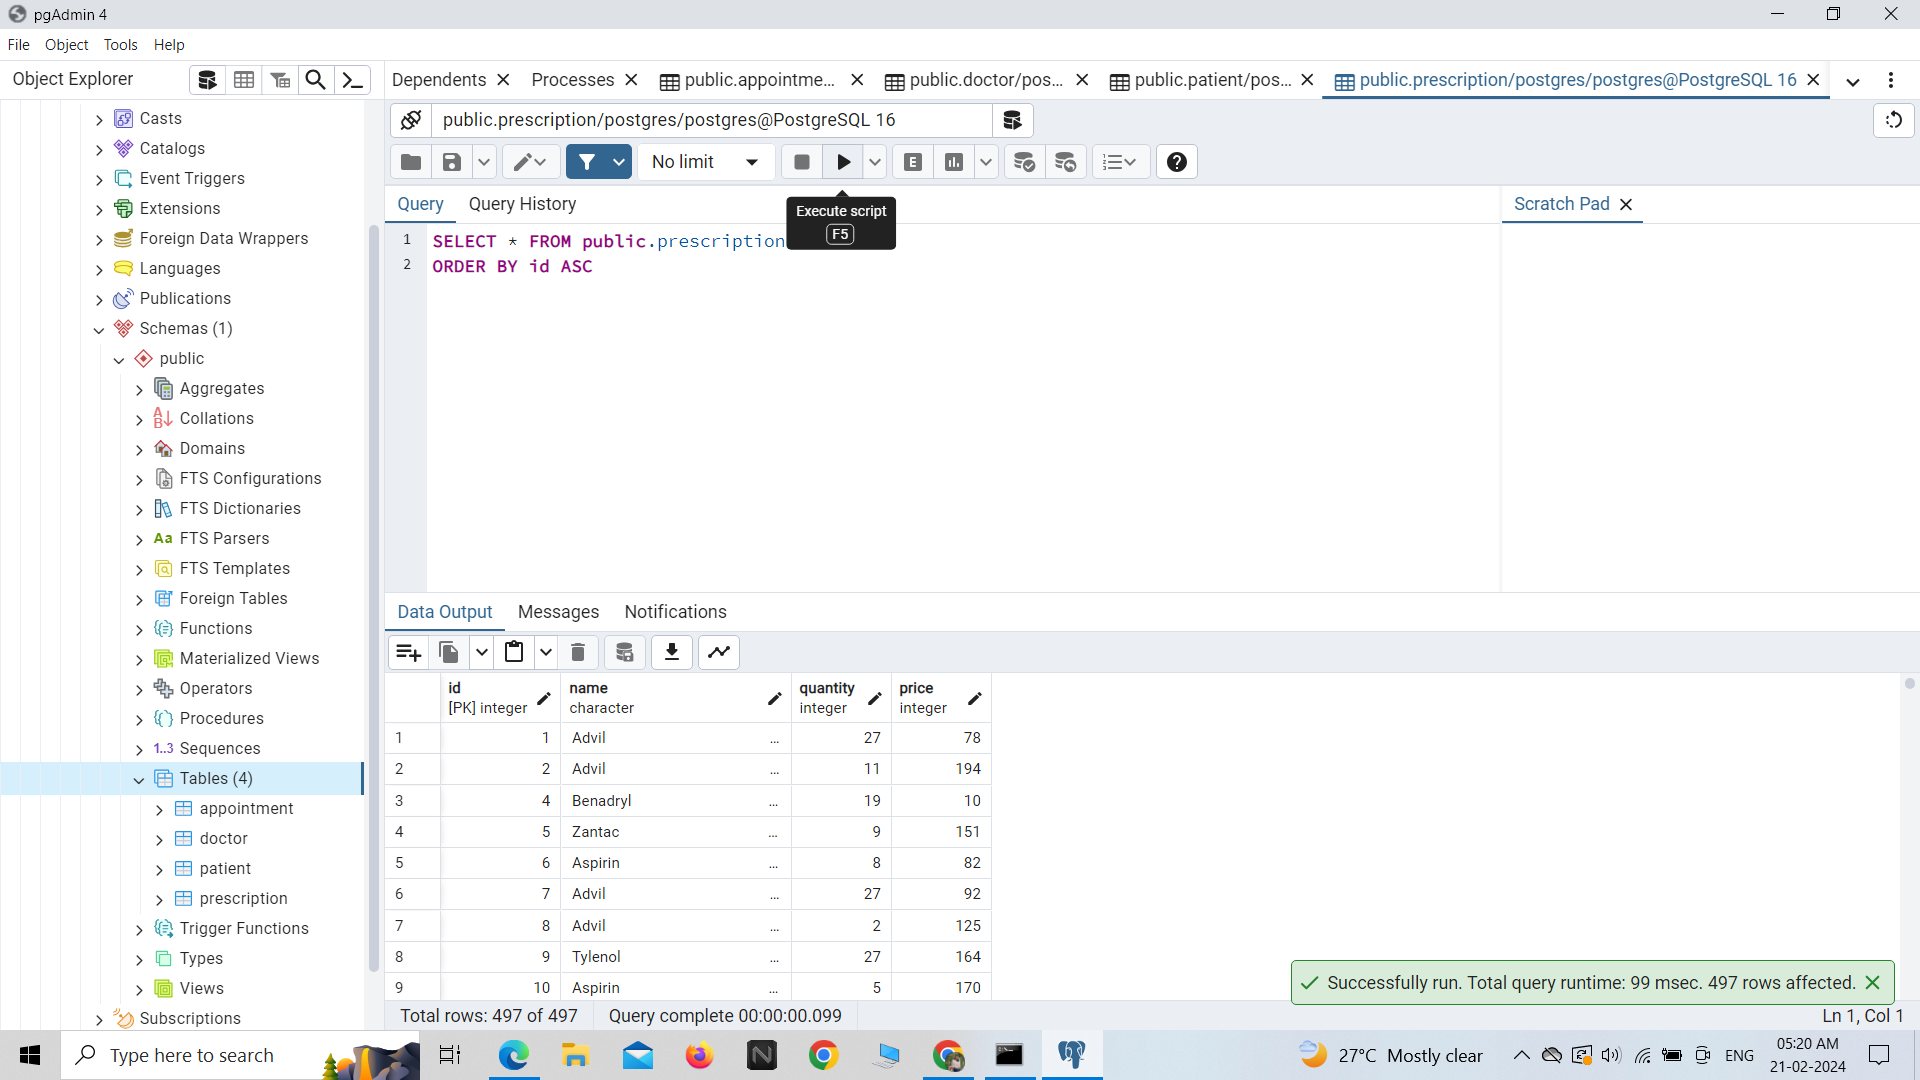 pgAdmin 4
File Object Tools Help
Object Explorer
Dependents
Processes
public.appointme...
public.doctor/pos...
public.patient/pos...
public.prescription/postgres/postgres@PostgreSQL 16
Casts
Catalogs
Event Triggers
Extensions
Foreign Data Wrappers
Languages
Publications
Schemas (1)
public
Aggregates
Collations
Domains
FTS Configurations
FTS Dictionaries
Aa FTS Parsers
FTS Templates
Foreign Tables
Functions
Materialized Views
Operators
Procedures
1..3 Sequences
Tables (4)
appointment
doctor
patient
prescription
Trigger Functions
Types
Views
Subscriptions
public.prescription/postgres/postgres@PostgreSQL 16
No limit
E
Query Query History
Execute script
F5
Scratch Pad
1 SELECT * FROM public.prescription
2 ORDER BY id ASC
Data Output Messages Notifications
id [PK] integer name character quantity integer price integer
1 1 Advil ... 27 78
2 2 Advil ... 11 194
3 4 Benadryl ... 19 10
4 5 Zantac ... 9 151
5 6 Aspirin ... 8 82
6 7 Advil ... 27 92
7 8 Advil ... 2 125
8 9 Tylenol ... 27 164
9 10 Aspirin ... 5 170
Successfully run. Total query runtime: 99 msec. 497 rows affected.
Total rows: 497 of 497 Query complete 00:00:00.099 Ln 1, Col 1
Type here to search
27°C Mostly clear
ENG
05:20 AM
21-02-2024